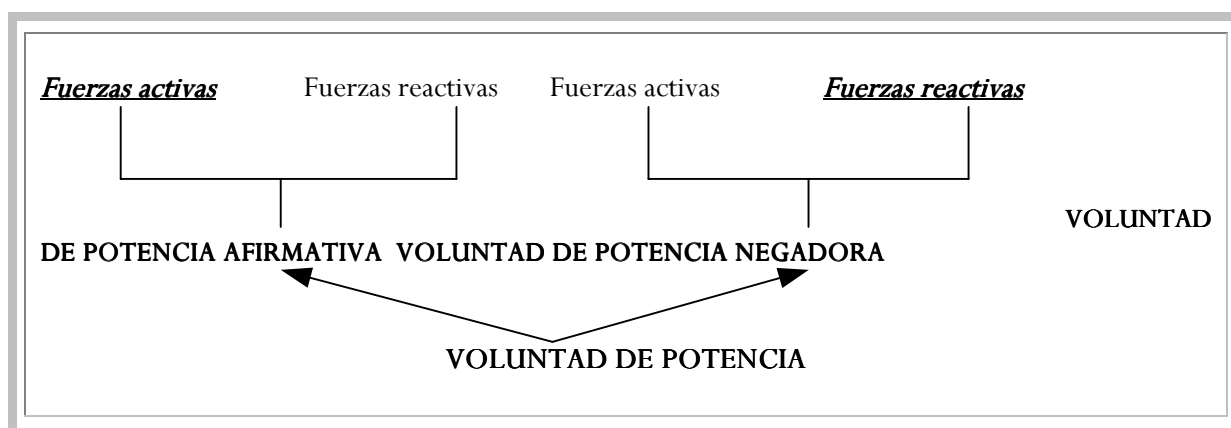 Fuerzas activas Fuerzas reactivas Fuerzas activas Fuerzas reactivas
VOLUNTAD
DE POTENCIA AFIRMATIVA VOLUNTAD DE POTENCIA NEGADORA
VOLUNTAD DE POTENCIA